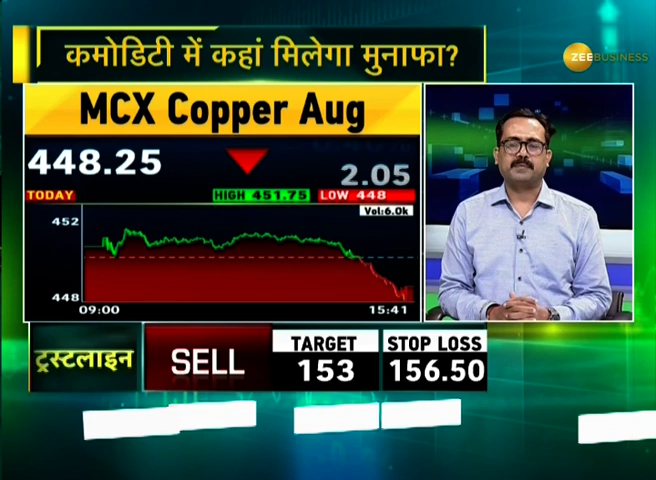 कमोडिटी में कहां मिलेगा मुनाफा?
ZEEBUSINESS
MCX Copper Aug
448.25
2.05
TODAY
HIGH 451.75
LOW 448
Vol:6.0k
452
448
09:00
15:41
ट्रस्टलाइन
SELL
TARGET
153
STOP LOSS
156.50